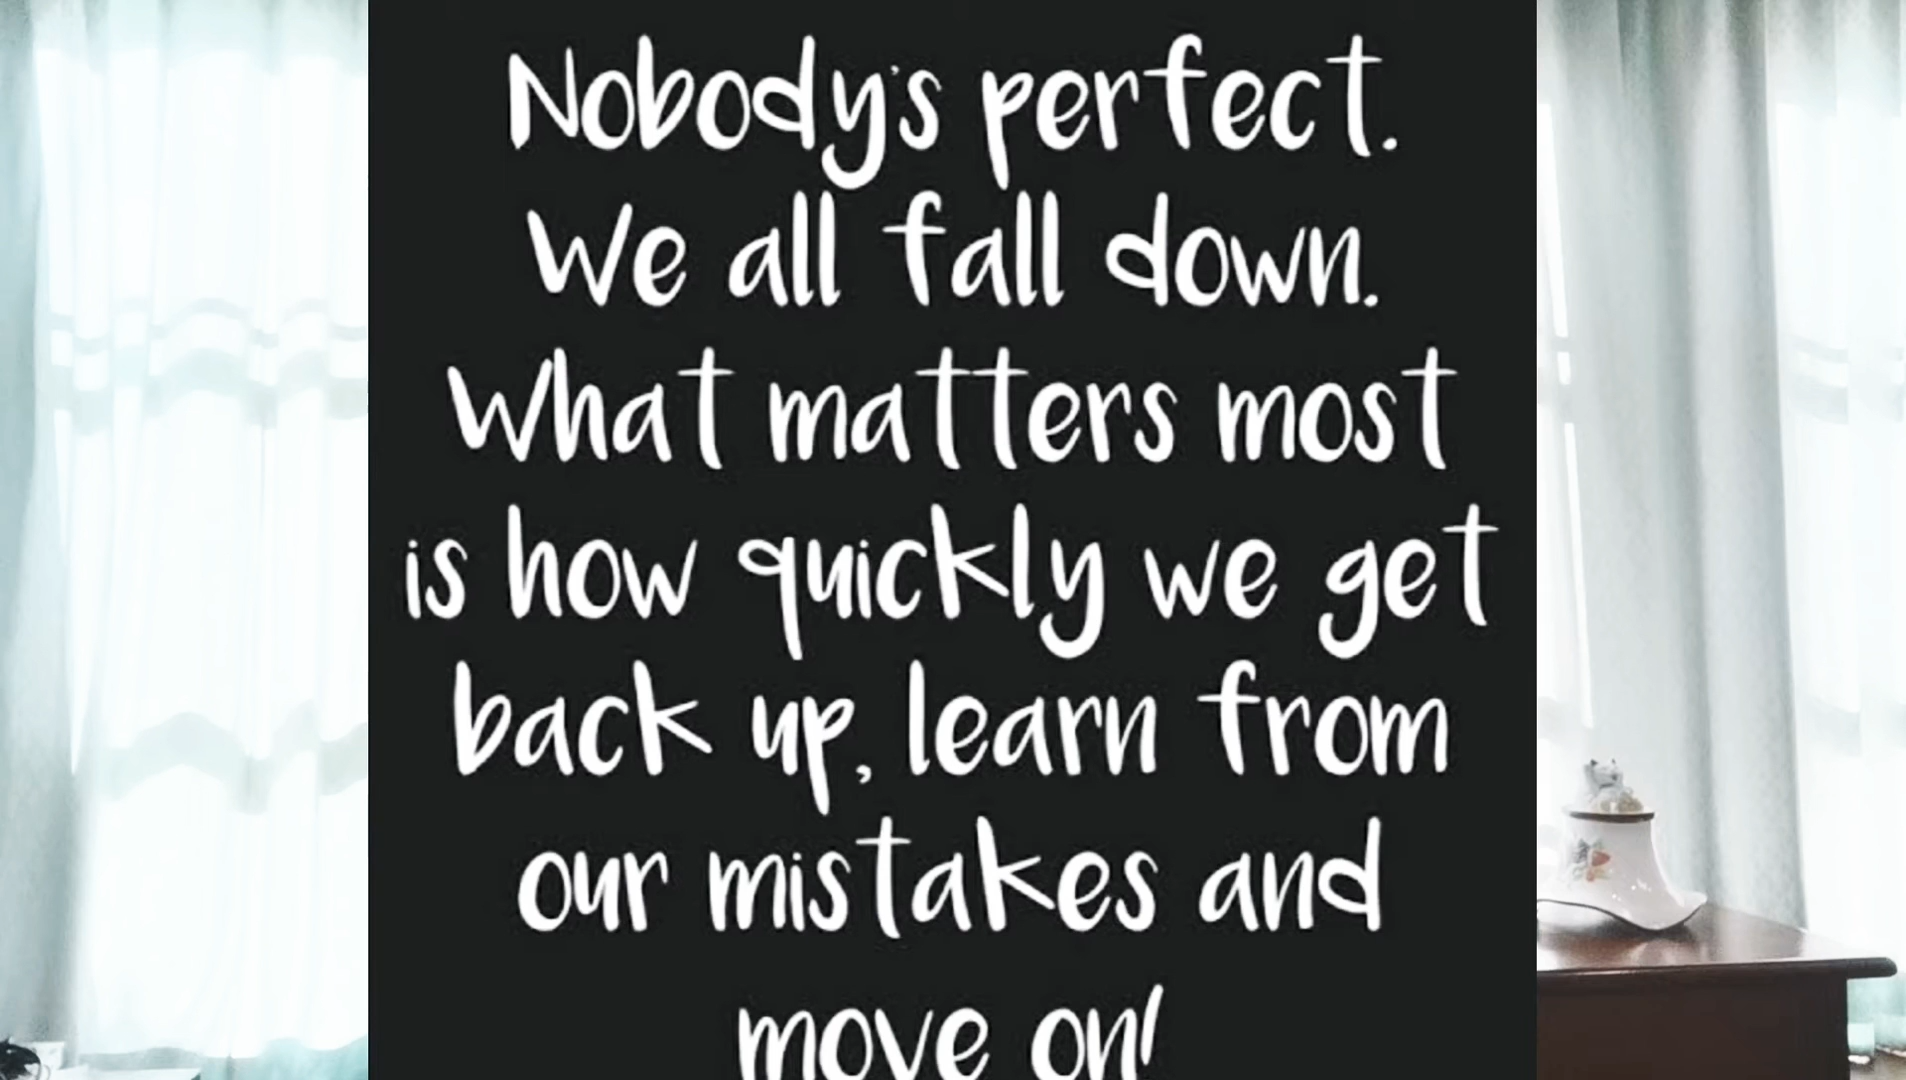 Nobody's perfect.
We all fall down.
What matters most
is how quickly we get
back up, learn from
our mistakes and
move on!